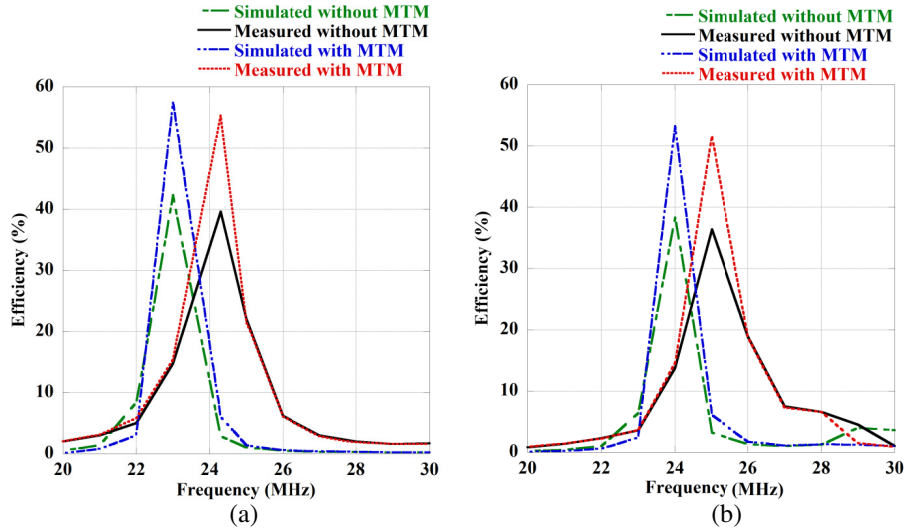 Simulated without MTM
Measured without MTM
Simulated with MTM
Measured with MTM
60
50
40
30
20
10
0
Efficiency (%)
20 22 24 26 28 30
Frequency (MHz)
(a)
Simulated without MTM
Measured without MTM
Simulated with MTM
Measured with MTM
60
50
40
30
20
10
0
Efficiency (%)
20 22 24 26 28 30
Frequency (MHz)
(b)